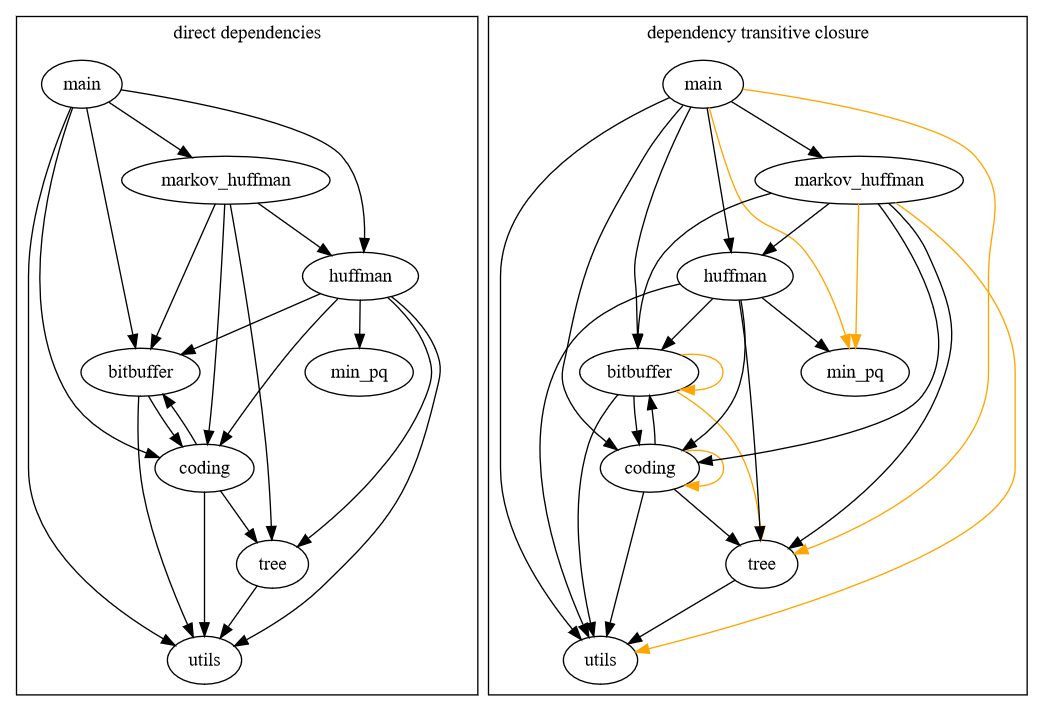 direct dependencies
main
markov_huffman
huffman
bitbuffer
min_pq
coding
tree
utils
dependency transitive closure
main
markov_huffman
huffman
bitbuffer
min_pq
coding
tree
utils